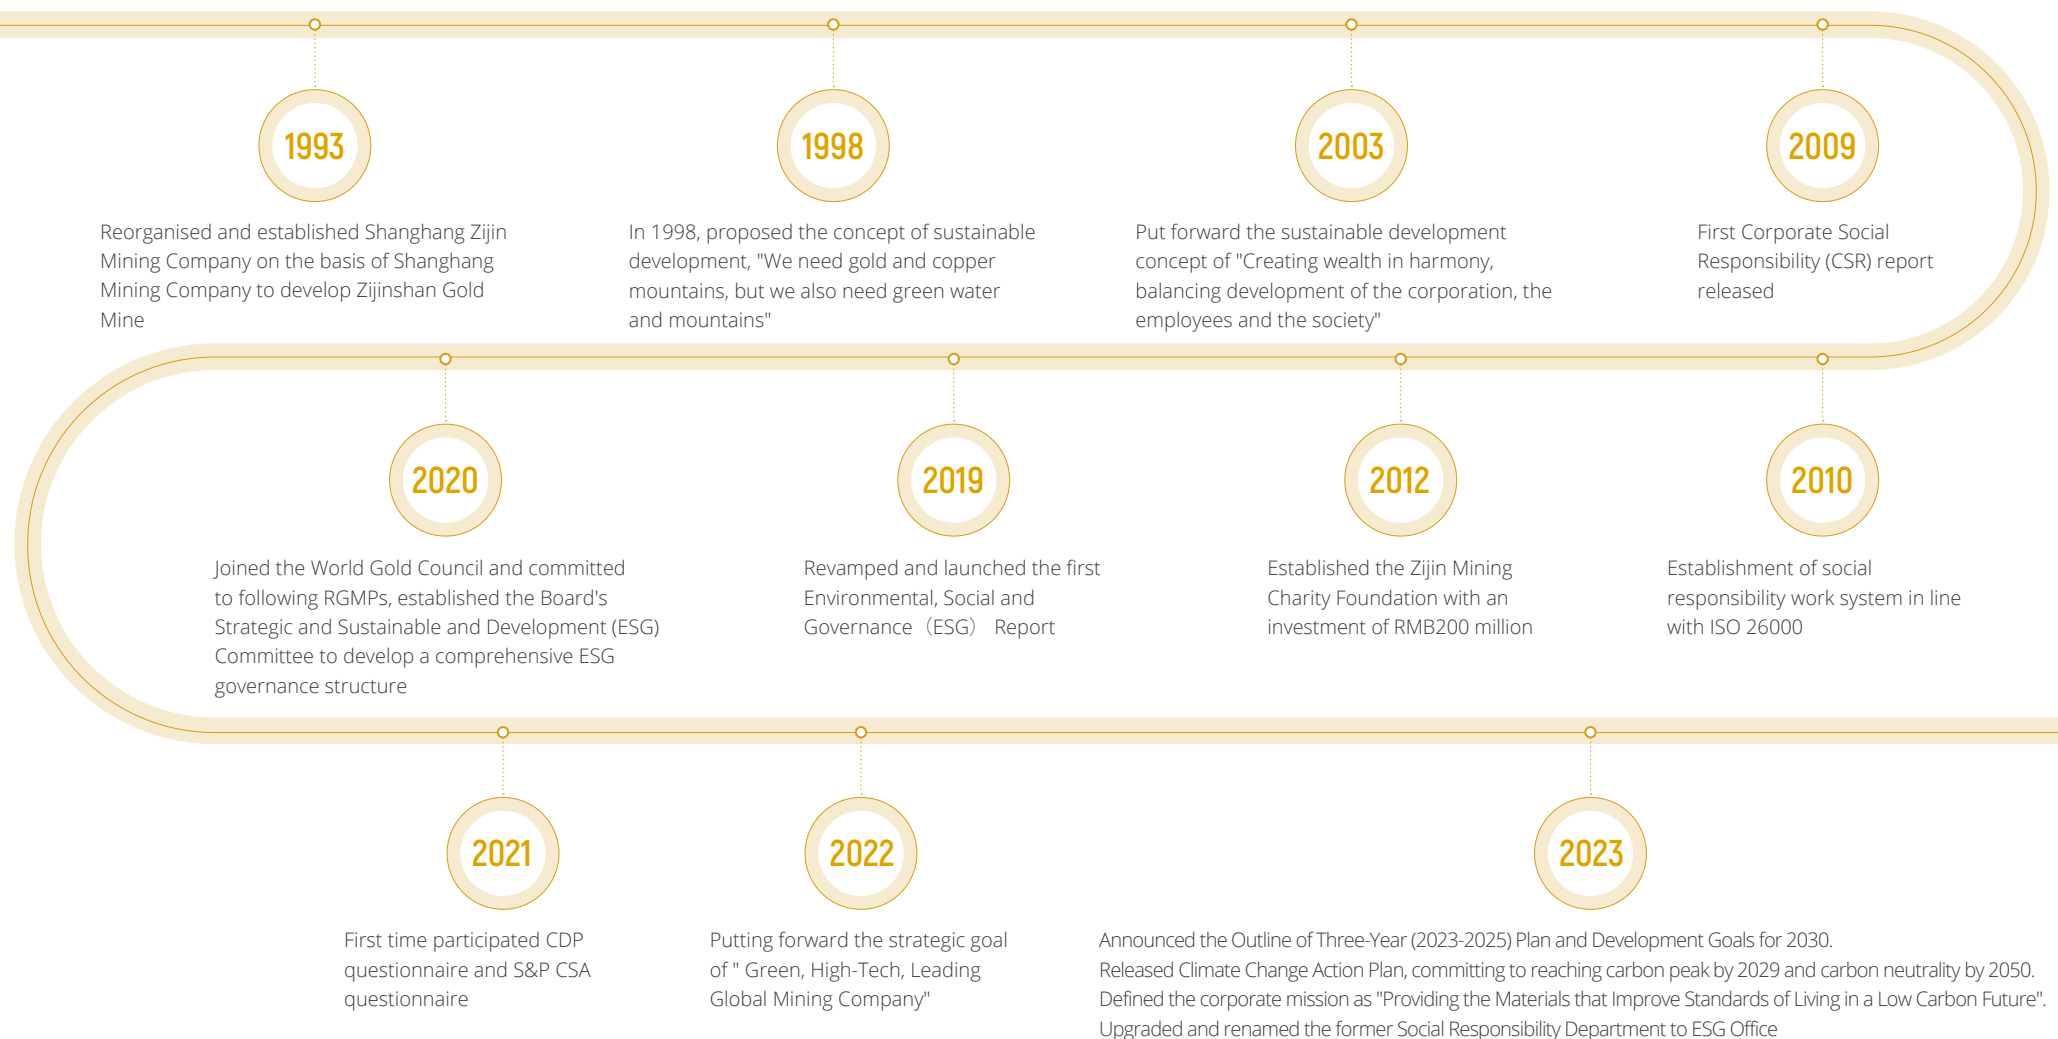 1993
Reorganised and established Shanghang Zijin
Mining Company on the basis of Shanghang
Mining Company to develop Zijinshan Gold
Mine
1998
In 1998, proposed the concept of sustainable
development, "We need gold and copper
mountains, but we also need green water
and mountains"
2003
Put forward the sustainable development
concept of "Creating wealth in harmony,
balancing development of the corporation, the
employees and the society"
2009
First Corporate Social
Responsibility (CSR) report
released
2010
Establishment of social
responsibility work system in line
with ISO 26000
2012
Established the Zijin Mining
Charity Foundation with an
investment of RMB200 million
2019
Revamped and launched the first
Environmental, Social and
Governance（ESG） Report
2020
Joined the World Gold Council and committed
to following RGMPs, established the Board's
Strategic and Sustainable and Development (ESG)
Committee to develop a comprehensive ESG
governance structure
2021
First time participated CDP
questionnaire and S&P CSA
questionnaire
2022
Putting forward the strategic goal
of " Green, High-Tech, Leading
Global Mining Company"
2023
Announced the Outline of Three-Year (2023-2025) Plan and Development Goals for 2030.
Released Climate Change Action Plan, committing to reaching carbon peak by 2029 and carbon neutrality by 2050.
Defined the corporate mission as "Providing the Materials that Improve Standards of Living in a Low Carbon Future".
Upgraded and renamed the former Social Responsibility Department to ESG Office